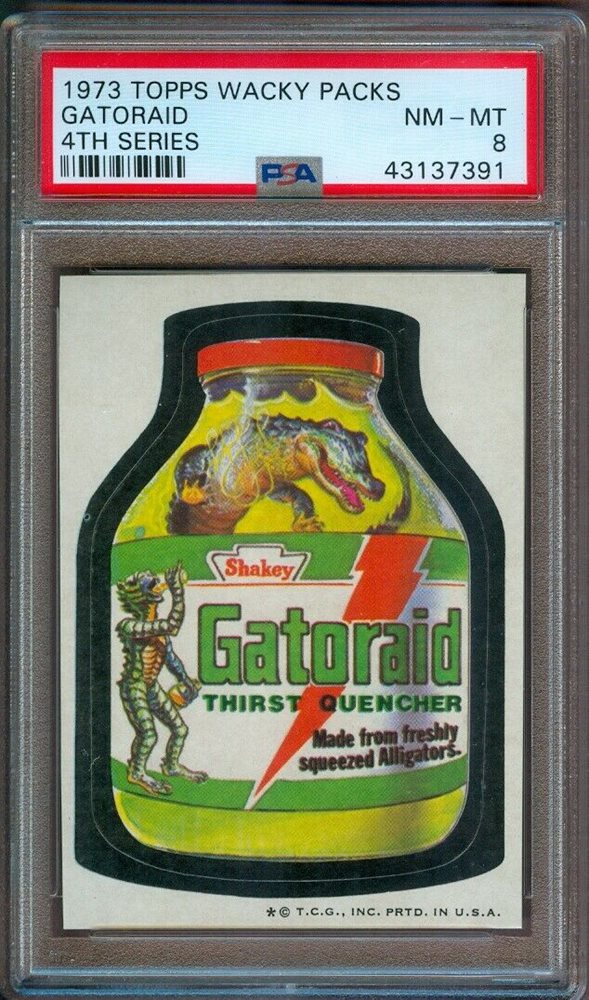 1973 TOPPS WACKY PACKS
GATORAID NM – MT
4TH SERIES 8
PSA 43137391
Shakey
Gatoraid
THIRST QUENCHER
Made from freshly
squeezed Alligators.
*© T.C.G., INC. PRTD. IN U.S.A.